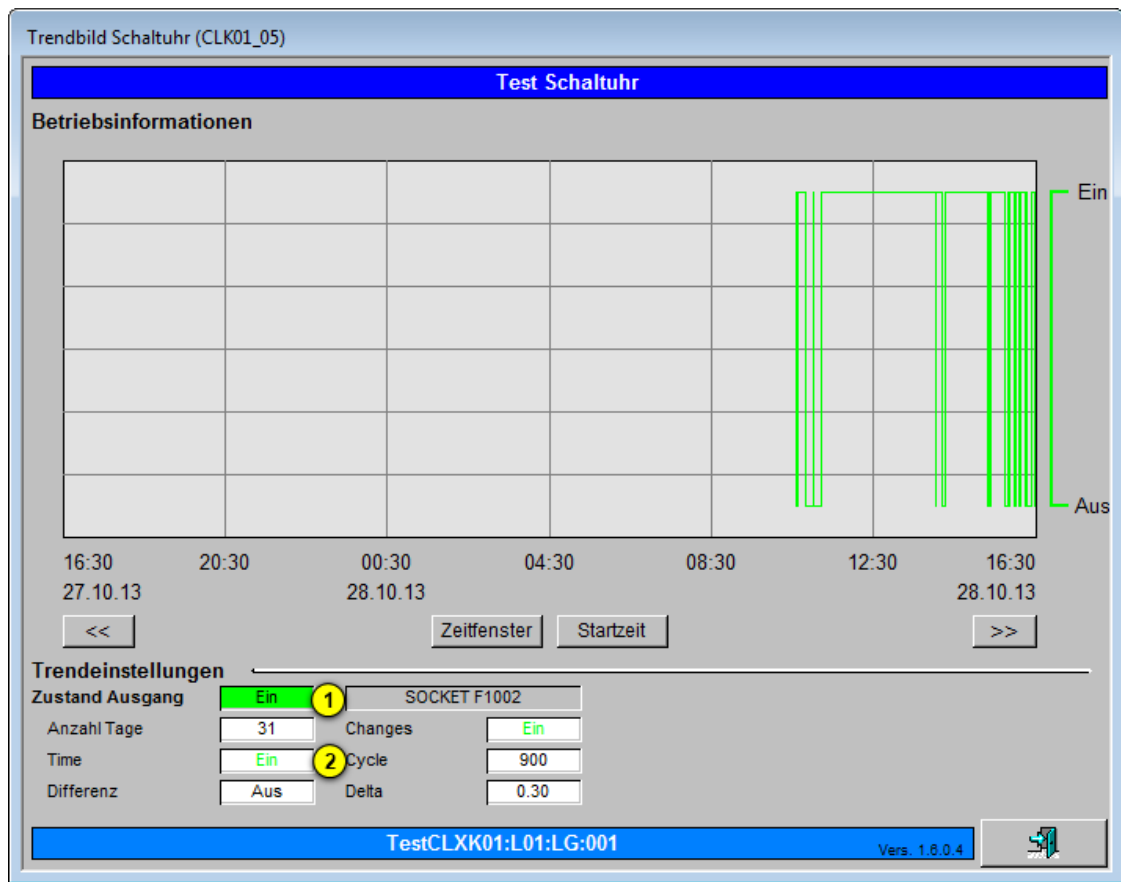 Trendbild Schaltuhr (CLK01_05)
Test Schaltuhr
Betriebsinformationen
Ein
Aus
16:30 20:30 00:30 04:30 08:30 12:30 16:30
27.10.13 28.10.13 28.10.13
<< Zeitfenster Startzeit >>
Trendeinstellungen
Zustand Ausgang Ein 1 SOCKET F1002
Anzahl Tage 31 Changes Ein
Time Ein 2 Cycle 900
Differenz Aus Delta 0.30
TestCLXK01:L01:LG:001 Vers. 1.6.0.4